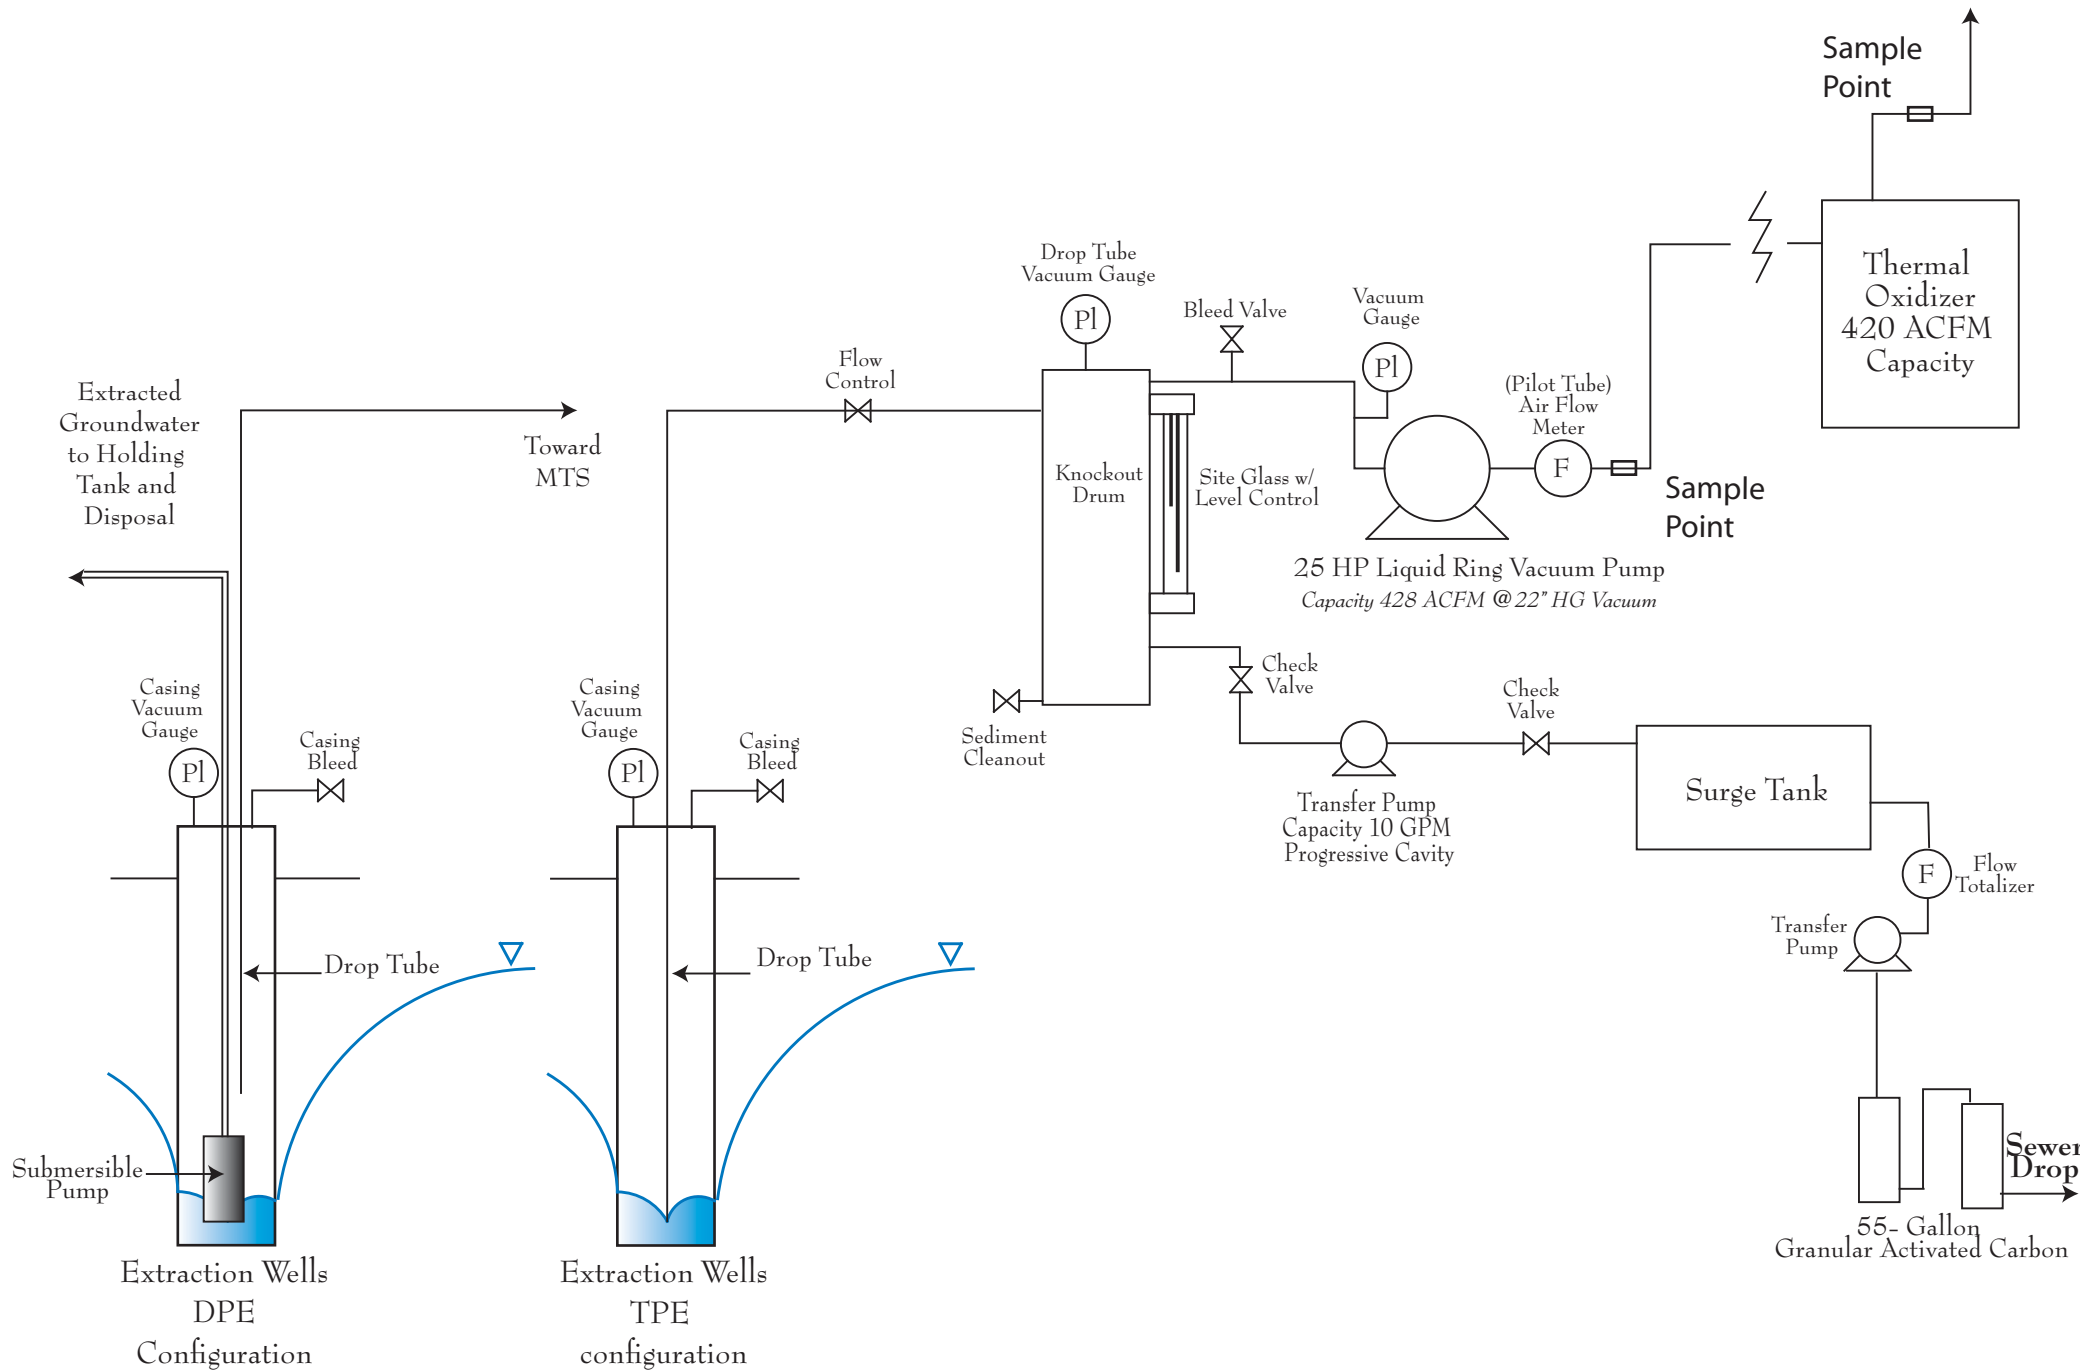 Sample
Point
Thermal
Oxidizer
420 ACFM
Capacity
Drop Tube
Vacuum Gauge
Pl
Bleed Valve
Vacuum
Gauge
Pl
Flow
Control
(Pilot Tube)
Air Flow
Meter
F
Sample
Point
Extracted
Groundwater
to Holding
Tank and
Disposal
Toward
MTS
Knockout
Drum
Site Glass w/
Level Control
25 HP Liquid Ring Vacuum Pump
Capacity 428 ACFM @ 22” HG Vacuum
Casing
Vacuum
Gauge
Pl
Casing
Bleed
Casing
Vacuum
Gauge
Pl
Casing
Bleed
Sediment
Cleanout
Check
Valve
Check
Valve
Transfer Pump
Capacity 10 GPM
Progressive Cavity
Surge Tank
F
Flow
Totalizer
Transfer
Pump
Drop Tube
Drop Tube
Submersible
Pump
Sewer
Drop
55- Gallon
Granular Activated Carbon
Extraction Wells
DPE
Configuration
Extraction Wells
TPE
configuration